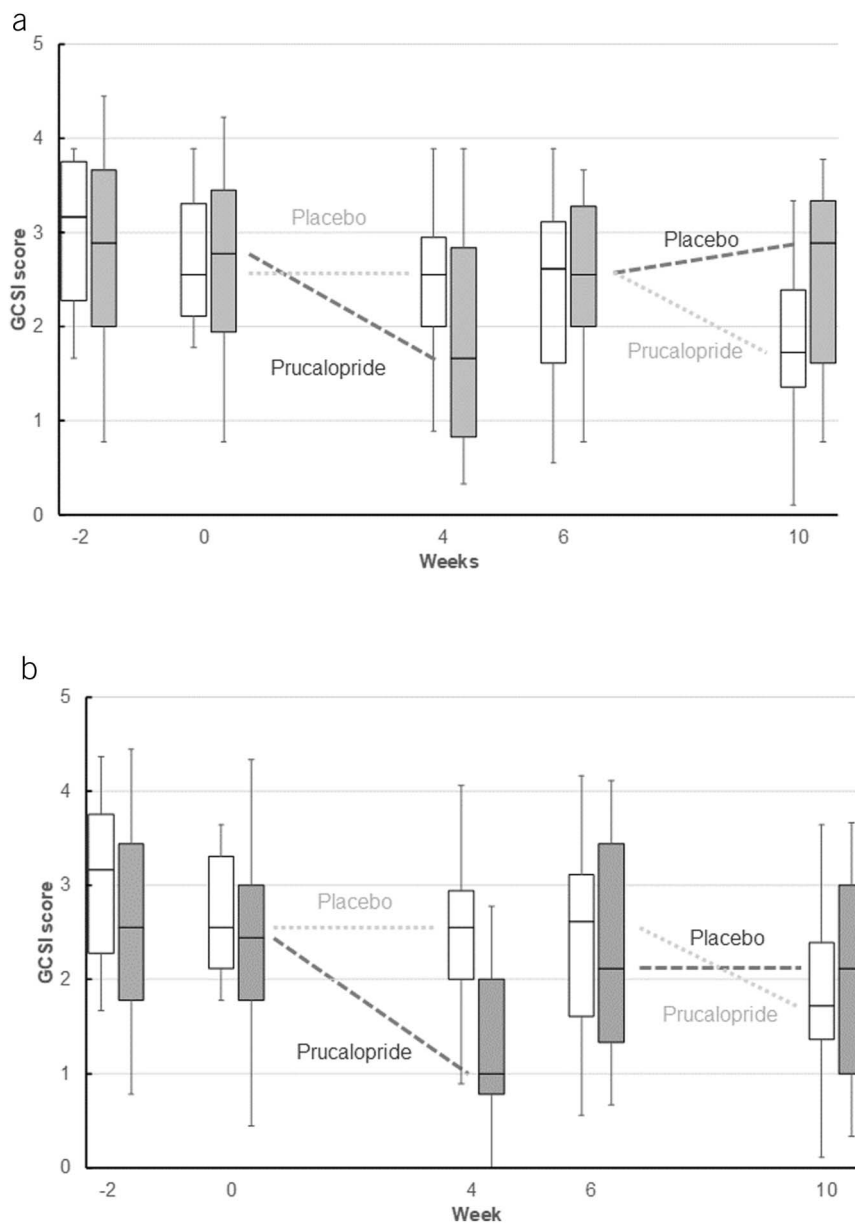 a
5
4
3
2
1
0
GCSI score
Placebo
Prucalopride
Placebo
Prucalopride
-2 0 4 6 10
Weeks
b
5
4
3
2
1
0
GCSI score
Placebo
Prucalopride
Placebo
Prucalopride
-2 0 4 6 10
Week